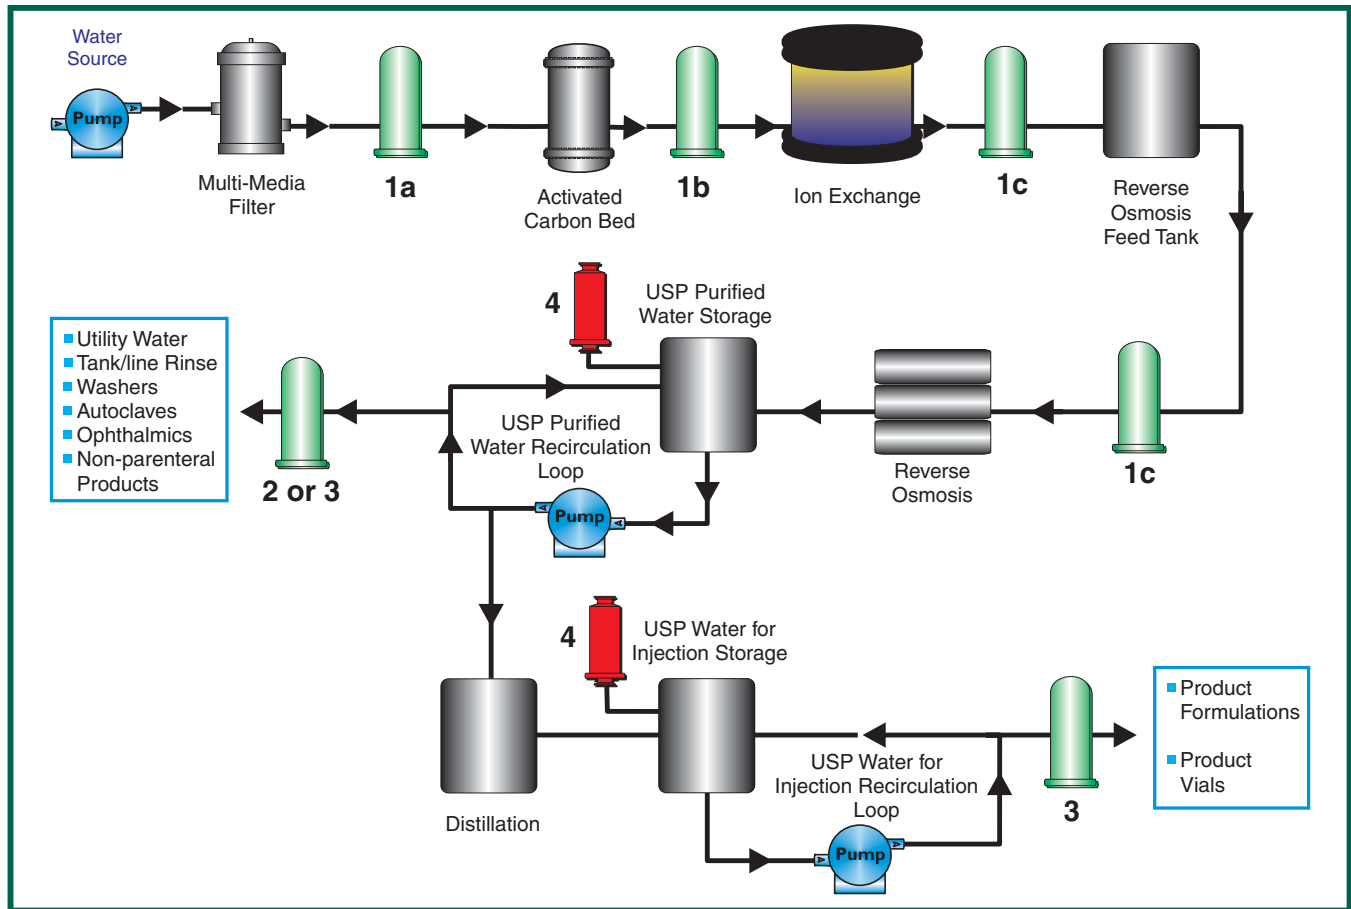 Water
Source
Pump
A
A
Multi-Media
Filter
1a
Activated
Carbon Bed
1b
Ion Exchange
1c
Reverse
Osmosis
Feed Tank
4
USP Purified
Water Storage
Utility Water
Tank/line Rinse
Washers
Autoclaves
Ophthalmics
Non-parenteral
Products
2 or 3
USP Purified
Water Recirculation
Loop
Pump
A
A
Reverse
Osmosis
1c
4
USP Water for
Injection Storage
Distillation
USP Water for
Injection Recirculation
Loop
Pump
A
A
3
Product
Formulations
Product
Vials